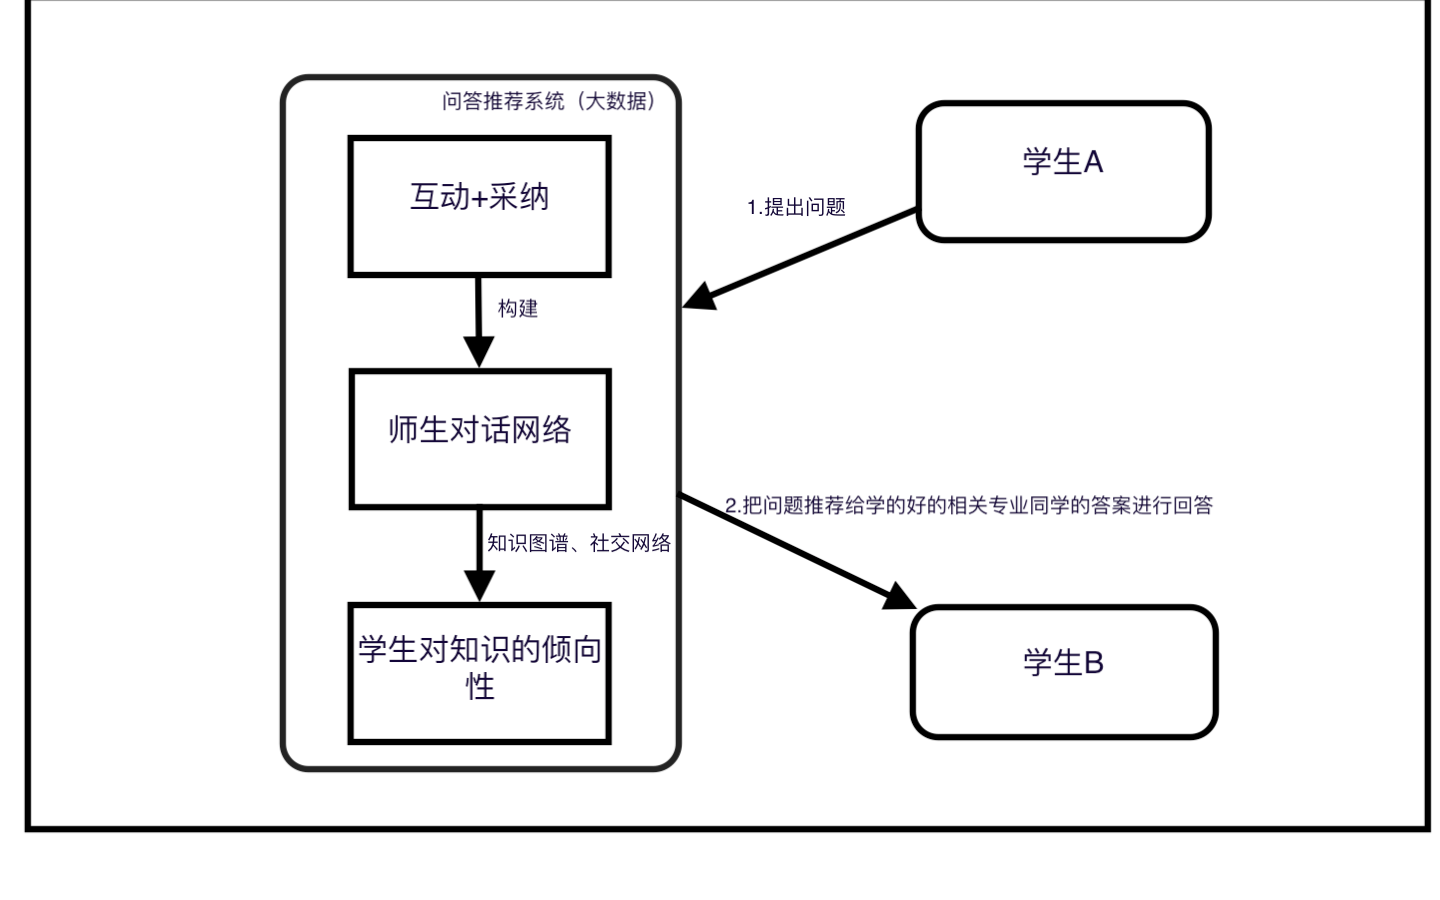 问答推荐系统（大数据）
互动+采纳
构建
师生对话网络
知识图谱、社交网络
学生对知识的倾向
性
学生A
1.提出问题
2.把问题推荐给学的好的相关专业同学的答案进行回答
学生B